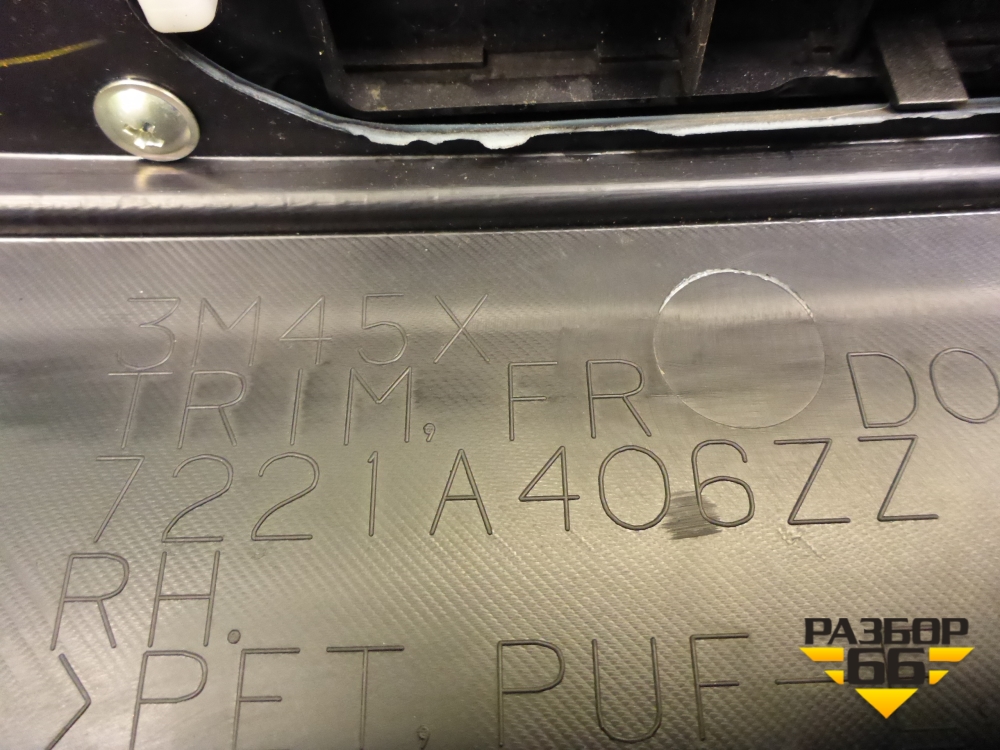 3M45X
TRIM, FR DO
7221A406ZZ
RH.
>PET, PUF-
РАЗБОР
66